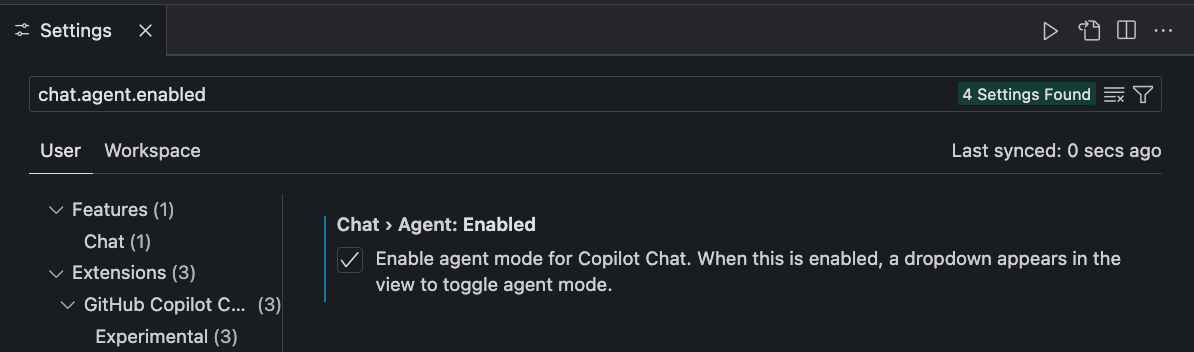 Settings
chat.agent.enabled
4 Settings Found
User Workspace
Last synced: 0 secs ago
Features (1)
Chat (1)
Extensions (3)
GitHub Copilot C... (3)
Experimental (3)
Chat › Agent: Enabled
Enable agent mode for Copilot Chat. When this is enabled, a dropdown appears in the
view to toggle agent mode.